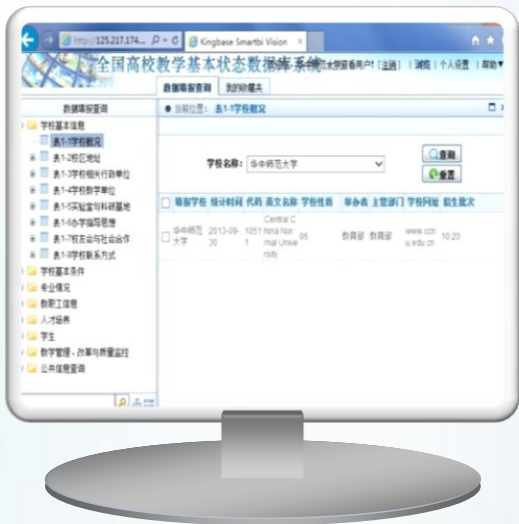 http://125.217.174...
Kingbase Smartbi Vision
全国高校教学基本状态数据库系统
[注销] | 浏览 | 个人设置 | 帮助
数据填报查询 我的收藏夹
数据填报查询
当前位置: 表1-1学校概况
学校基本信息
表1-1学校概况
表1-2校区地址
表1-3学校相关行政单位
表1-4学校教学单位
表1-5实验室与科研基地
表1-6办学指导思想
表1-7校友会与社会合作
表1-8学校联系方式
学校基本条件
专业情况
教职工信息
人才培养
学生
教学管理、改革与质量监控
公共信息查询
学校名称: 华中师范大学
查询
重置
填报学校 统计时间 代码 英文名称 学校性质 举办者 主管部门 学校网址 招生批次
华中师范大学 2013-09-30 10511 Central China Normal University 06 教育部 教育部 www.ccnu.edu.cn 10:20